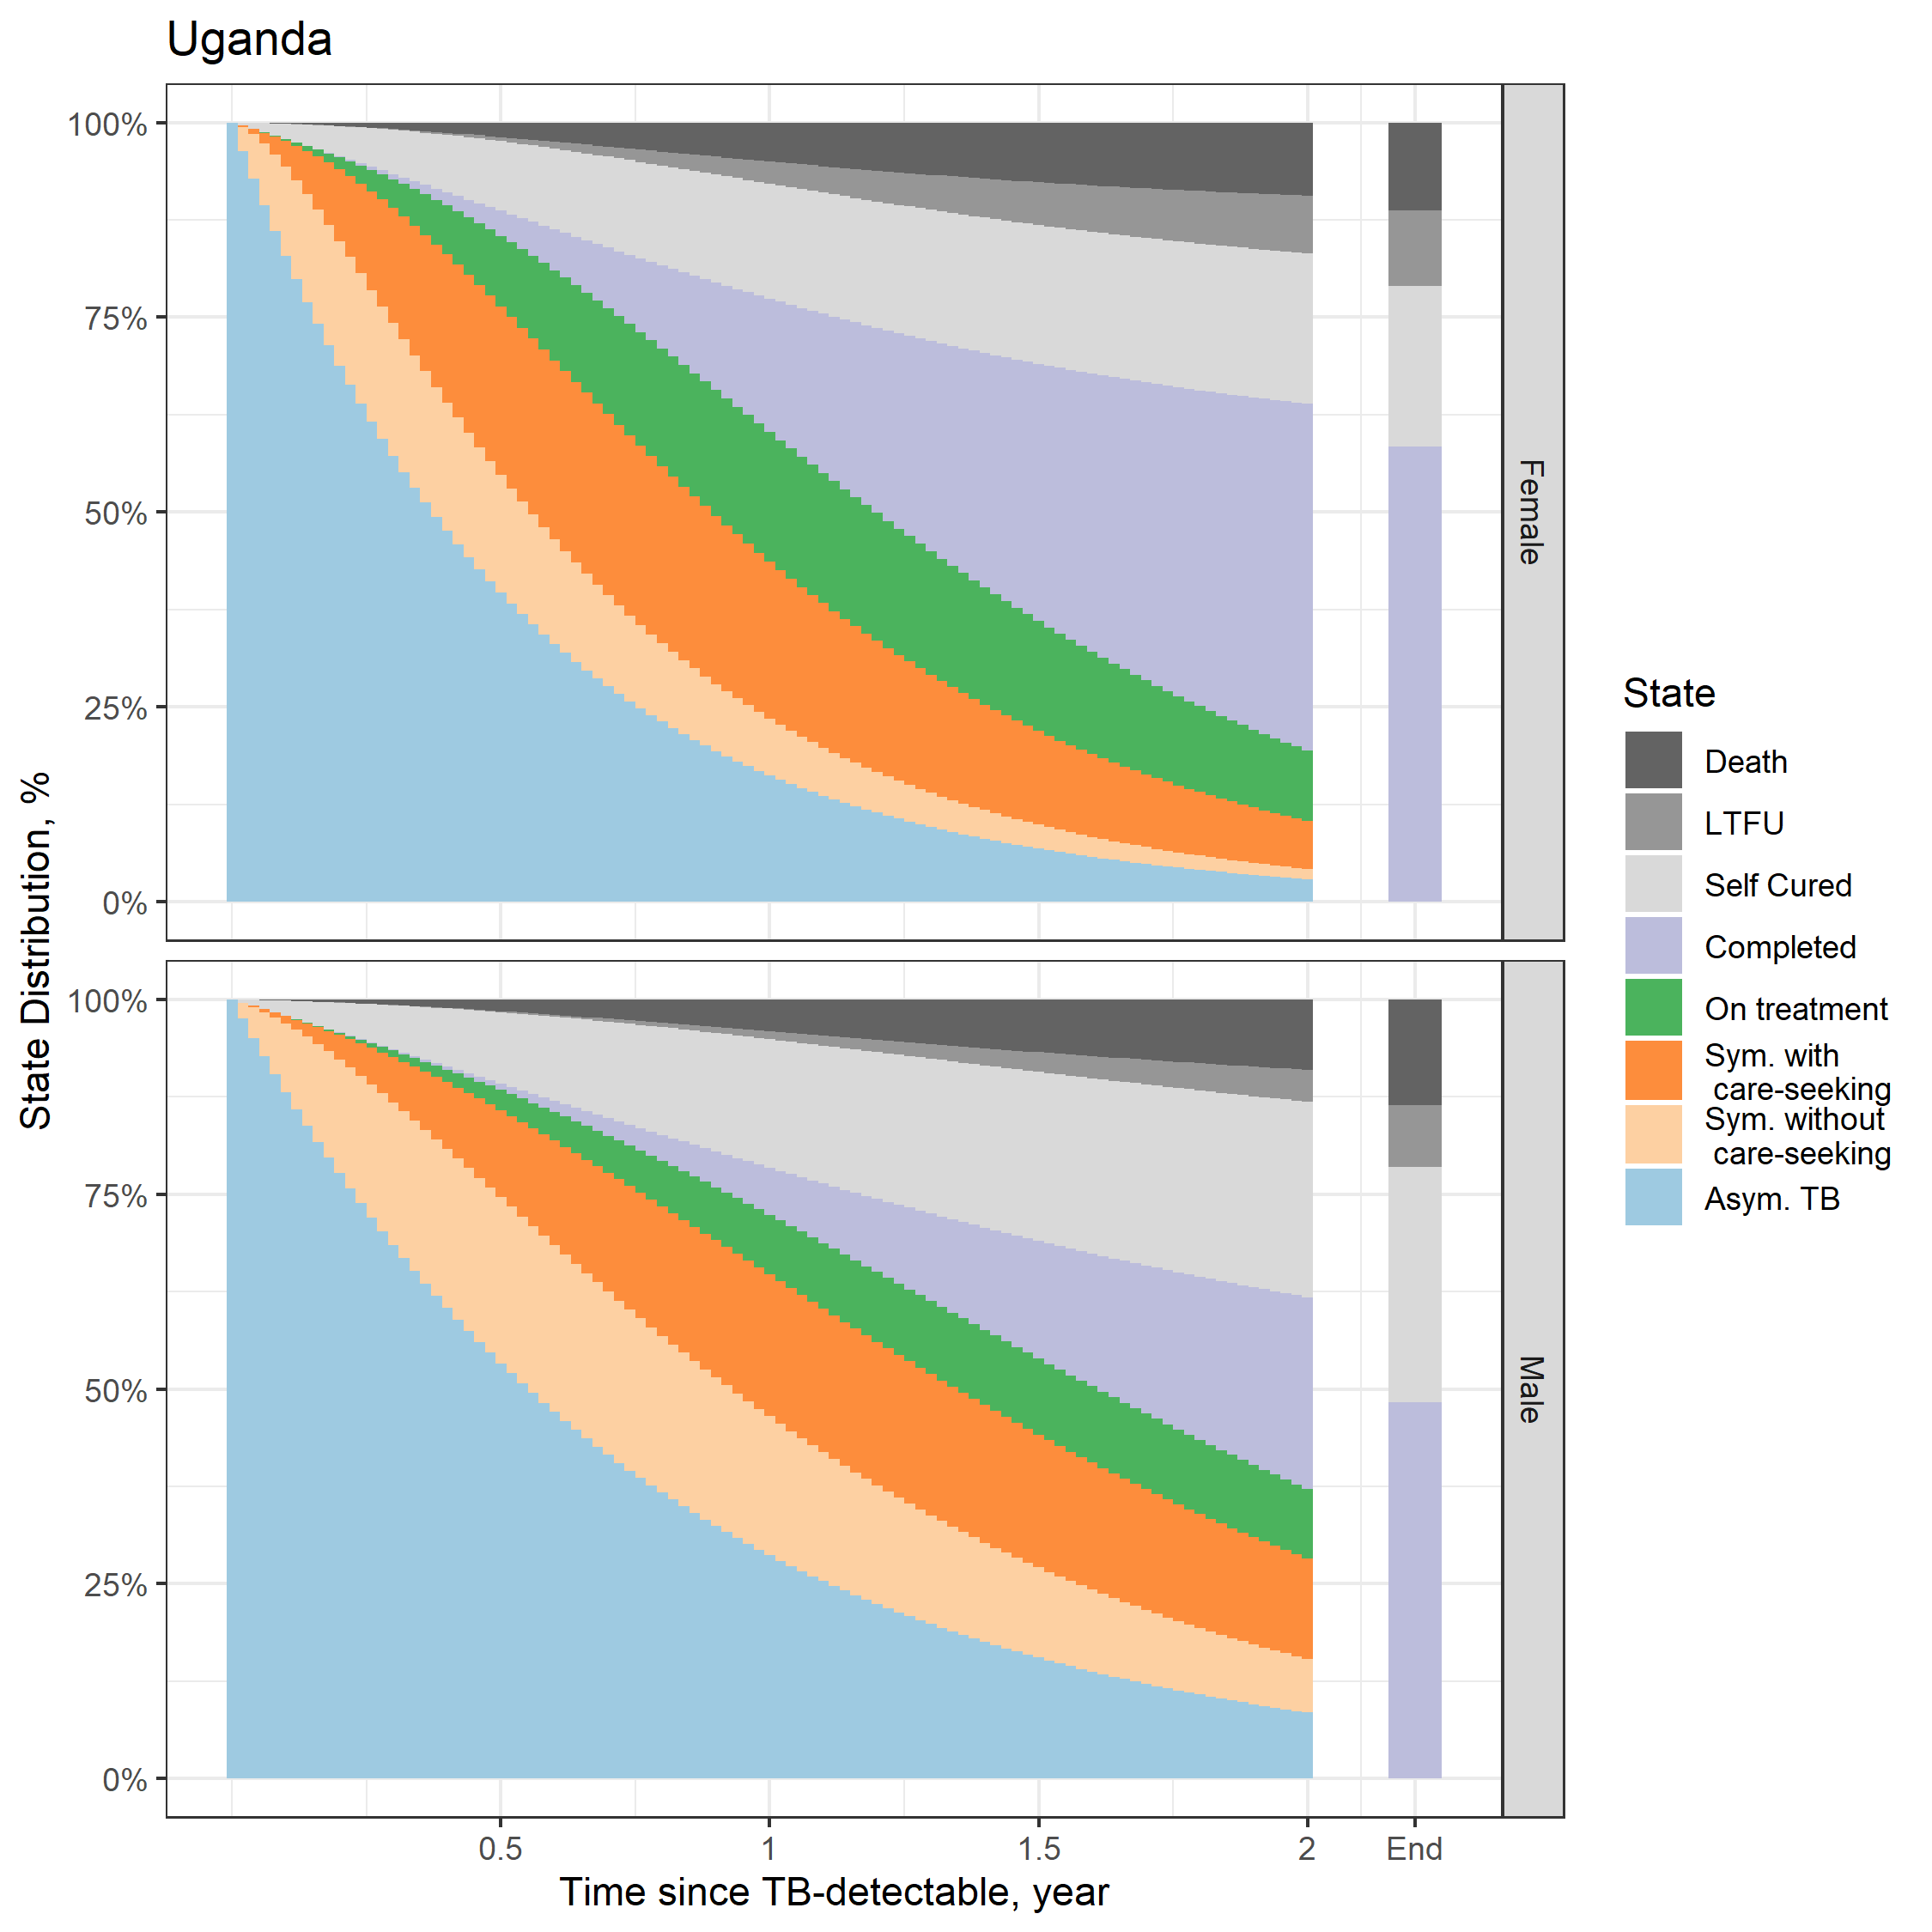 Uganda
State Distribution, %
100%
75%
50%
25%
0%
Female
100%
75%
50%
25%
0%
Male
0.5
1
1.5
2
End
Time since TB-detectable, year
State
Death
LTFU
Self Cured
Completed
On treatment
Sym. with
care-seeking
Sym. without
care-seeking
Asym. TB